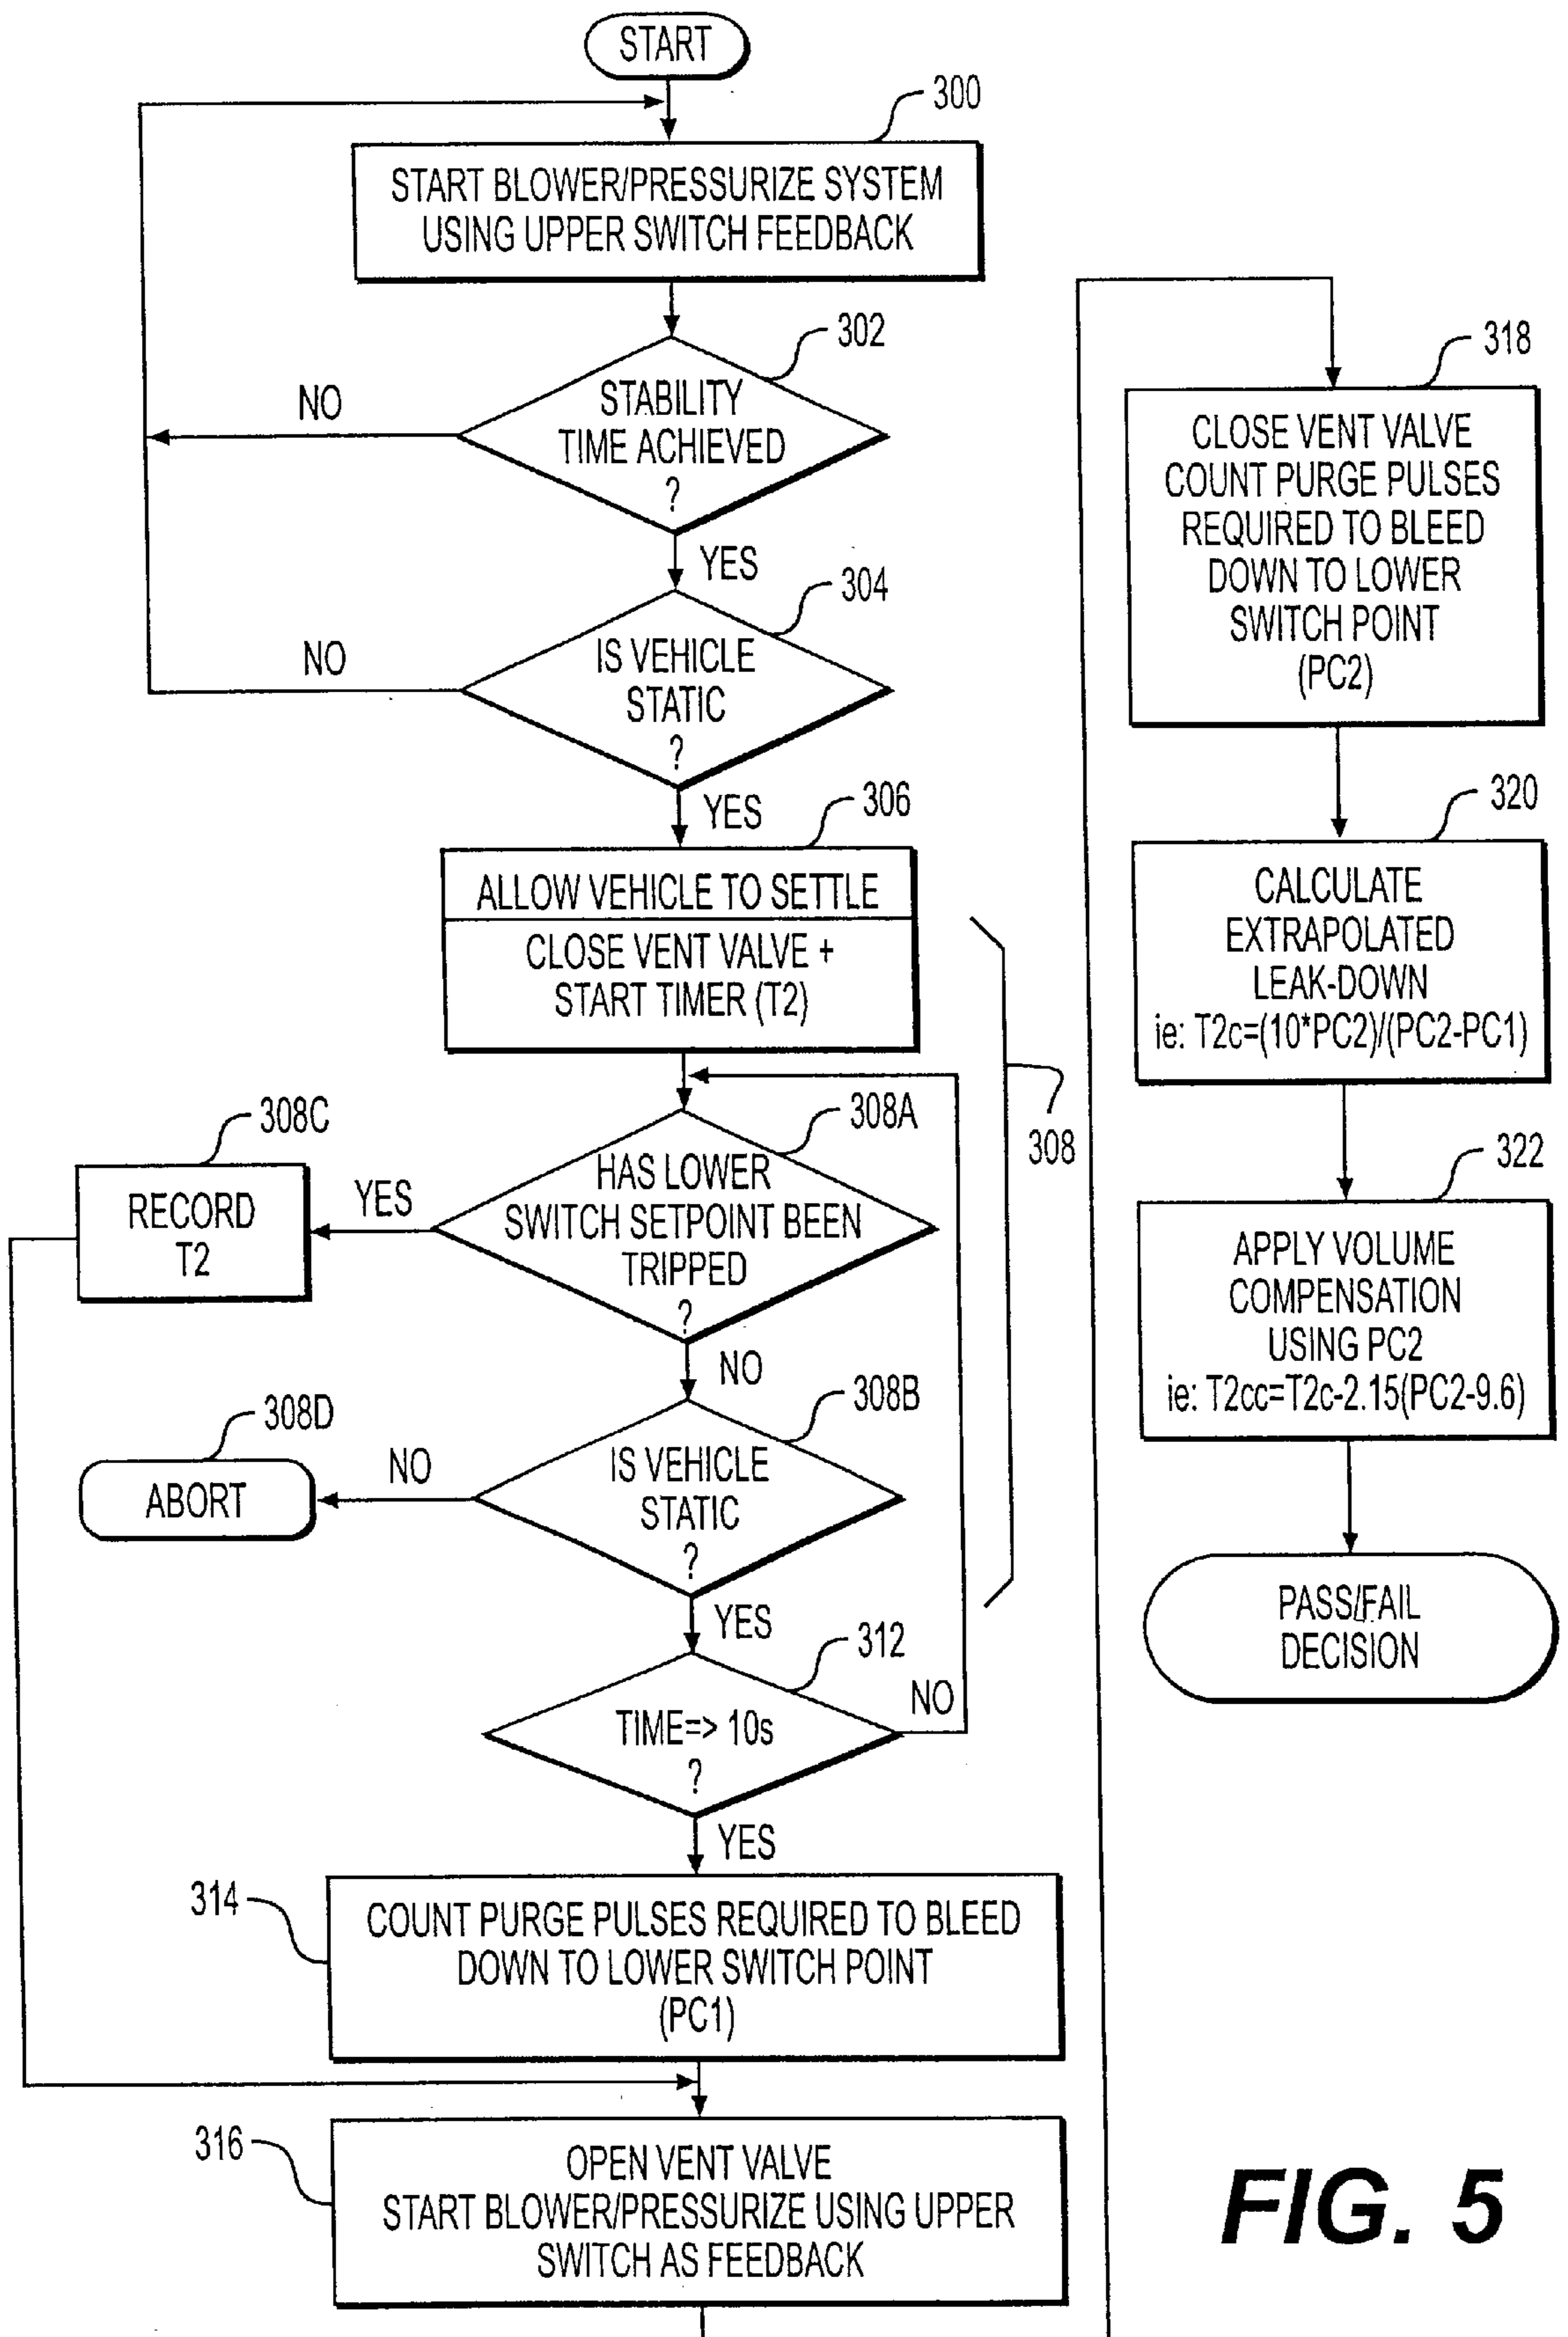 START
300
START BLOWER/PRESSURIZE SYSTEM
USING UPPER SWITCH FEEDBACK
302
STABILITY
TIME ACHIEVED
?
NO
YES
304
IS VEHICLE
STATIC
?
NO
YES
306
ALLOW VEHICLE TO SETTLE
CLOSE VENT VALVE +
START TIMER (T2)
308
308A
HAS LOWER
SWITCH SETPOINT BEEN
TRIPPED
?
YES
308C
RECORD
T2
NO
308B
IS VEHICLE
STATIC
?
NO
308D
ABORT
YES
312
TIME=> 10s
?
NO
YES
314
COUNT PURGE PULSES REQUIRED TO BLEED
DOWN TO LOWER SWITCH POINT
(PC1)
316
OPEN VENT VALVE
START BLOWER/PRESSURIZE USING UPPER
SWITCH AS FEEDBACK
318
CLOSE VENT VALVE
COUNT PURGE PULSES
REQUIRED TO BLEED
DOWN TO LOWER
SWITCH POINT
(PC2)
320
CALCULATE
EXTRAPOLATED
LEAK-DOWN
ie: T2c=(10*PC2)/(PC2-PC1)
322
APPLY VOLUME
COMPENSATION
USING PC2
ie: T2cc=T2c-2.15(PC2-9.6)
PASS/FAIL
DECISION
FIG. 5